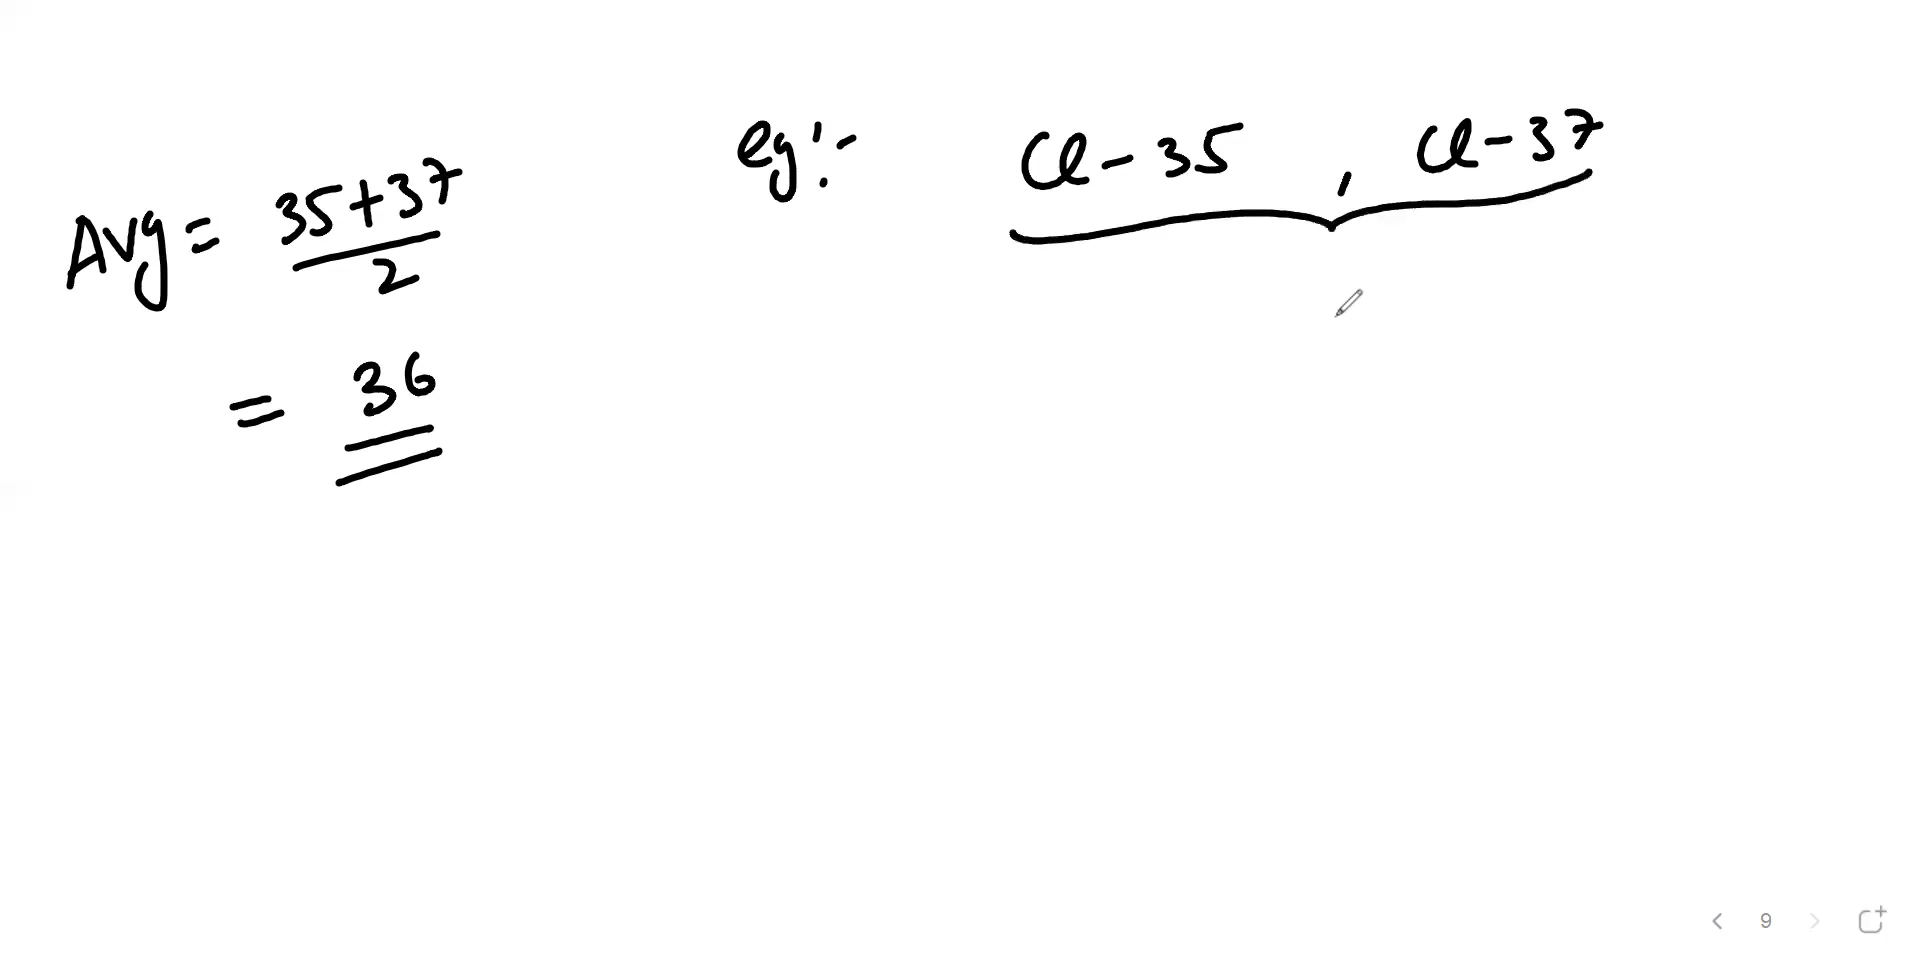 eg:- Cl-35 , Cl-37
Avg = 35+37
2
= 36
9